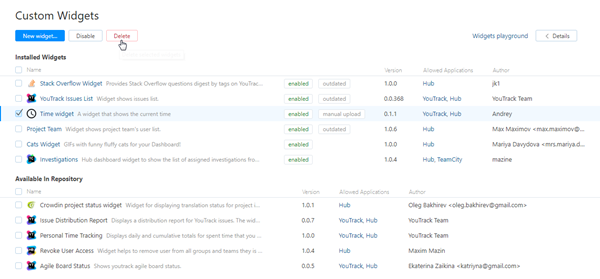 Custom Widgets
New widget... Disable Delete Widgets playground Details
Installed Widgets
Name Version Allowed Applications Author
Stack Overflow Widget Provides Stack Overflow questions digest by tags on YouTrac... enabled outdated 1.0.0 Hub jk1
YouTrack Issues List Widget shows issues list. enabled outdated 0.0.368 YouTrack, Hub YouTrack Team
Time widget A widget that shows the current time enabled manual upload 0.1.1 YouTrack, Hub Andrey
Project Team Widget shows project team's user list. enabled outdated 1.0.6 Hub Max Maximov <max.maximov@...
Cats Widget GIFs with funny fluffy cats for your Dashboard! enabled 1.0.0 Hub Mariya Davydova <mrs.mariya.d...
Investigations Hub dashboard widget to show the list of assigned investigations fro... enabled 1.0.4 Hub, TeamCity mazine
Available In Repository
Name Version Allowed Applications Author
Crowdin project status widget Widget for displaying translation status for project i... 1.0.1 Hub Oleg Bakhirev <oleg.bakhirev@gmail.com>
Issue Distribution Report Displays a distribution report for YouTrack issues. The widg... 0.0.7 YouTrack, Hub YouTrack Team
Personal Time Tracking Displays daily and cumulative totals for spent time that you ... 1.0.0 YouTrack, Hub YouTrack Team
Revoke User Access Widget helps to remove user from all groups and teams they is... 1.0.4 Hub Maxim Mazin
Agile Board Status Shows youtrack agile board status. 0.0.5 YouTrack, Hub Ekaterina Zaikina <katriyna@gmail.com>